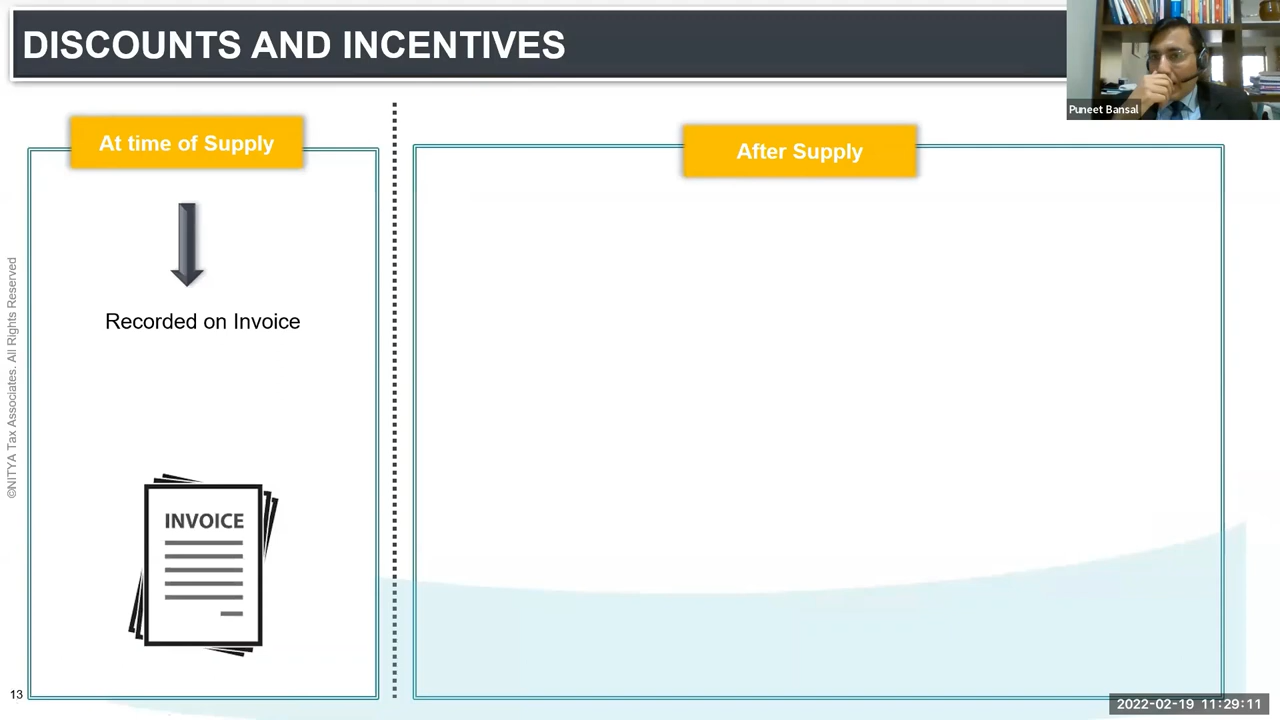 DISCOUNTS AND INCENTIVES
Puneet Bansal
At time of Supply
After Supply
Recorded on Invoice
INVOICE
©NITYA Tax Associates. All Rights Reserved
13
2022-02-19 11:29:11